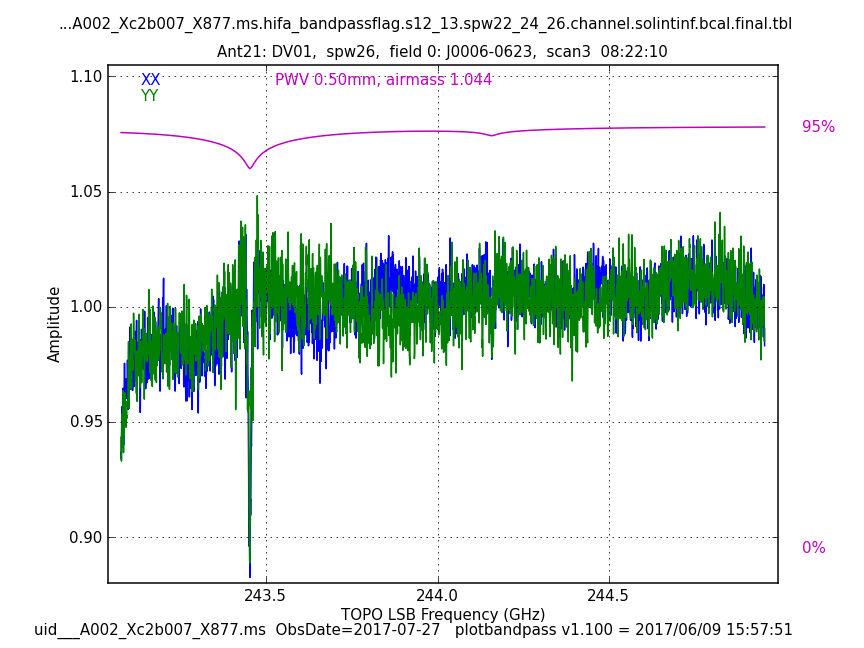 ...A002_Xc2b007_X877.ms.hifa_bandpassflag.s12_13.spw22_24_26.channel.solintinf.bcal.final.tbl
Ant21: DV01,  spw26,  field 0: J0006-0623,  scan3  08:22:10
XX
PWV 0.50mm, airmass 1.044
YY
1.10
1.05
1.00
0.95
0.90
Amplitude
95%
0%
243.5
244.0
244.5
TOPO LSB Frequency (GHz)
uid___A002_Xc2b007_X877.ms  ObsDate=2017-07-27   plotbandpass v1.100 = 2017/06/09 15:57:51